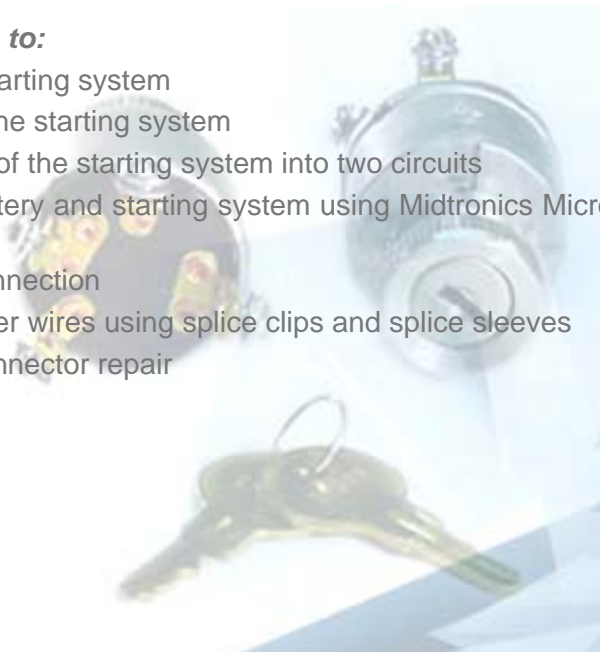 to:
arting system
ne starting system
of the starting system into two circuits
tery and starting system using Midtronics Micr
nnection
er wires using splice clips and splice sleeves
nnector repair